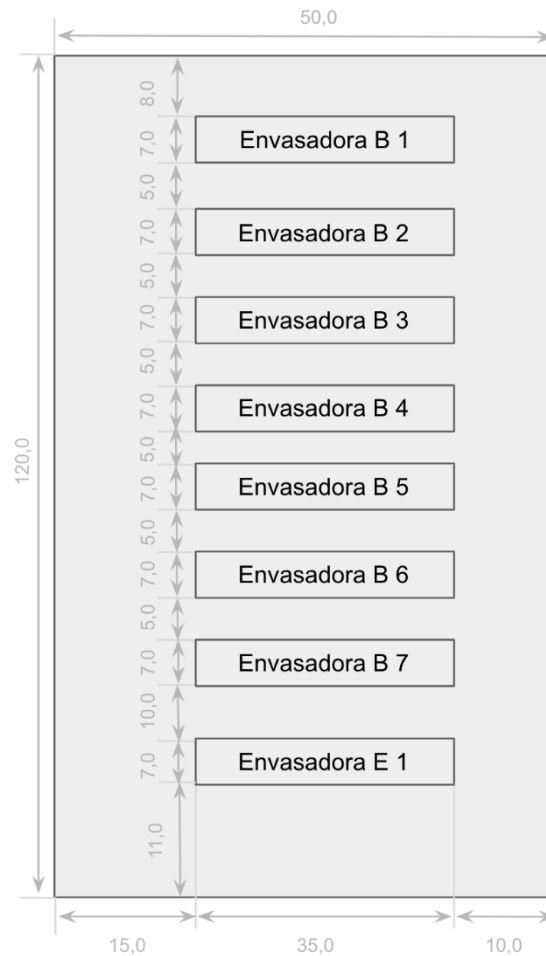 50,0
8,0
7,0
Envasadora B 1
5,0
7,0
Envasadora B 2
5,0
7,0
Envasadora B 3
5,0
7,0
Envasadora B 4
120,0
5,0
7,0
Envasadora B 5
5,0
7,0
Envasadora B 6
5,0
7,0
Envasadora B 7
10,0
7,0
Envasadora E 1
11,0
15,0
35,0
10,0